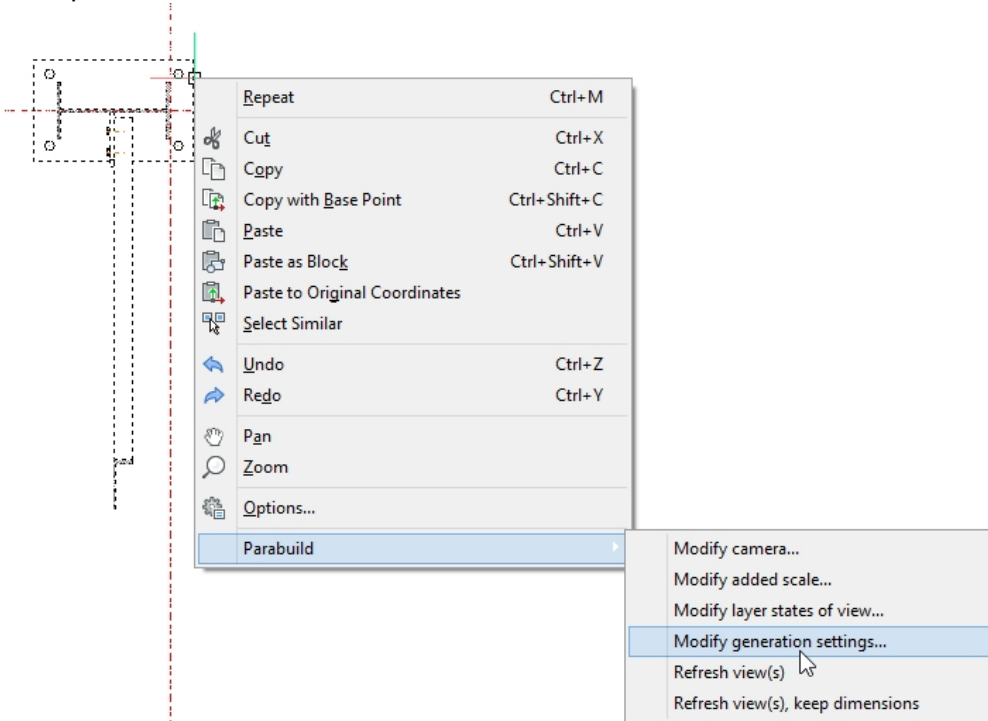 Repeat Ctrl+M
Cut Ctrl+X
Copy Ctrl+C
Copy with Base Point Ctrl+Shift+C
Paste Ctrl+V
Paste as Block Ctrl+Shift+V
Paste to Original Coordinates
Select Similar
Undo Ctrl+Z
Redo Ctrl+Y
Pan
Zoom
Options...
Parabuild
Modify camera...
Modify added scale...
Modify layer states of view...
Modify generation settings...
Refresh view(s)
Refresh view(s), keep dimensions